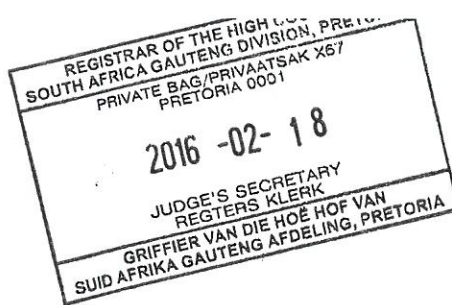 REGISTRAR OF THE HIGH
SOUTH AFRICA GAUTENG DIVISION,
PRIVATE BAG/PRIVAATSAK X67
PRETORIA 0001
2016 -02- 18
JUDGE'S SECRETARY
REGTERS KLERK
GRIFFIER VAN DIE HOË HOF VAN
SUID AFRIKA GAUTENG AFDELING, PRETORIA